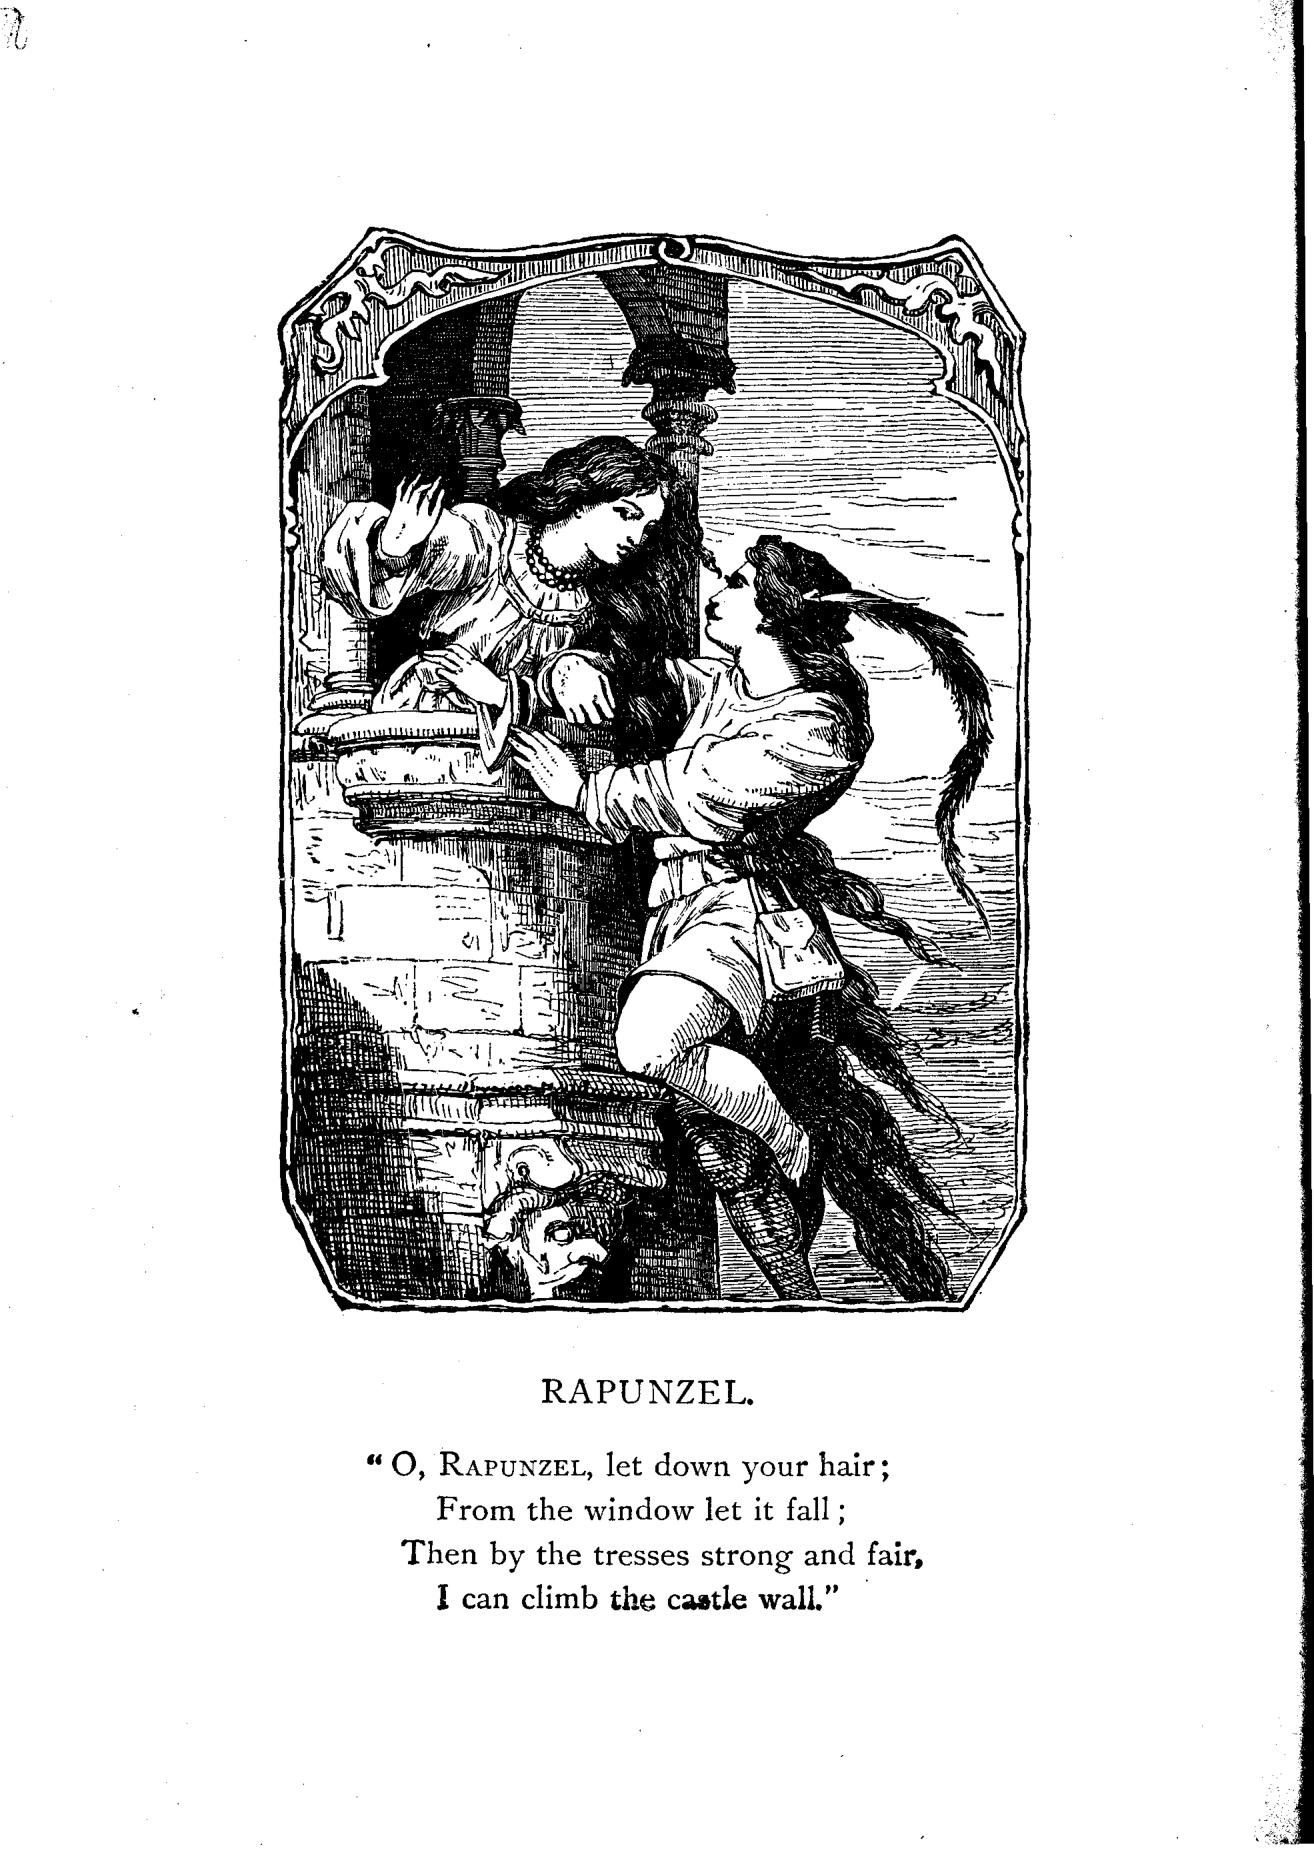 RAPUNZEL.
“O, RAPUNZEL, let down your hair;
From the window let it fall;
Then by the tresses strong and fair,
I can climb the castle wall.”